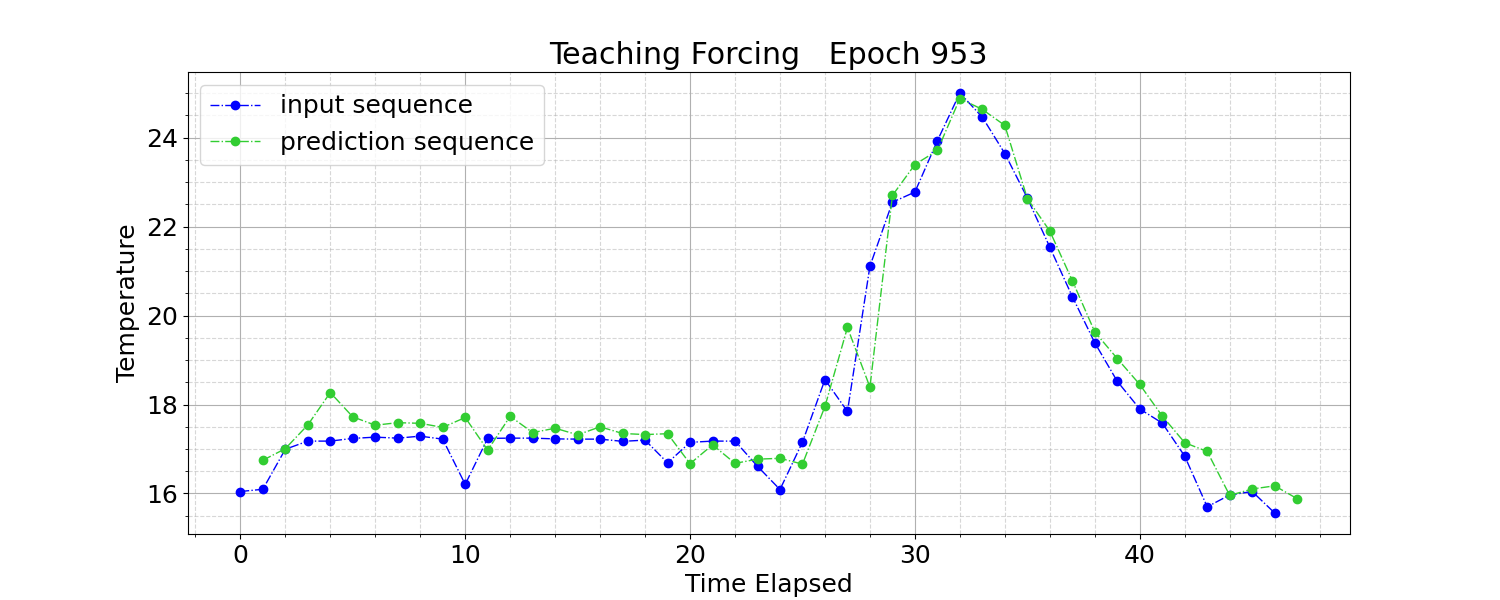 Teaching Forcing   Epoch 953
input sequence
prediction sequence
Temperature
24
22
20
18
16
0 10 20 30 40
Time Elapsed